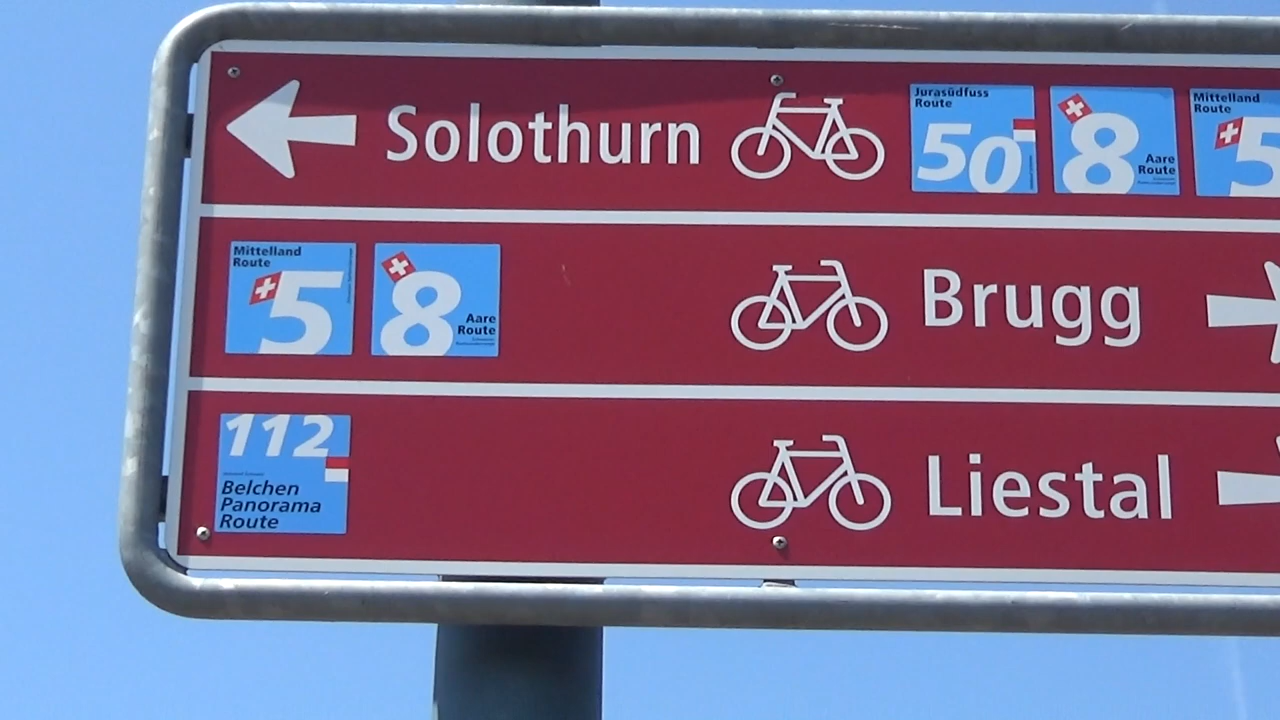 Solothurn
Jurasüdfuss
Route
50
8
Aare
Route
Mittelland
Route
5
Mittelland
Route
5
8
Aare
Route
Brugg
112
Belchen
Panorama
Route
Liestal